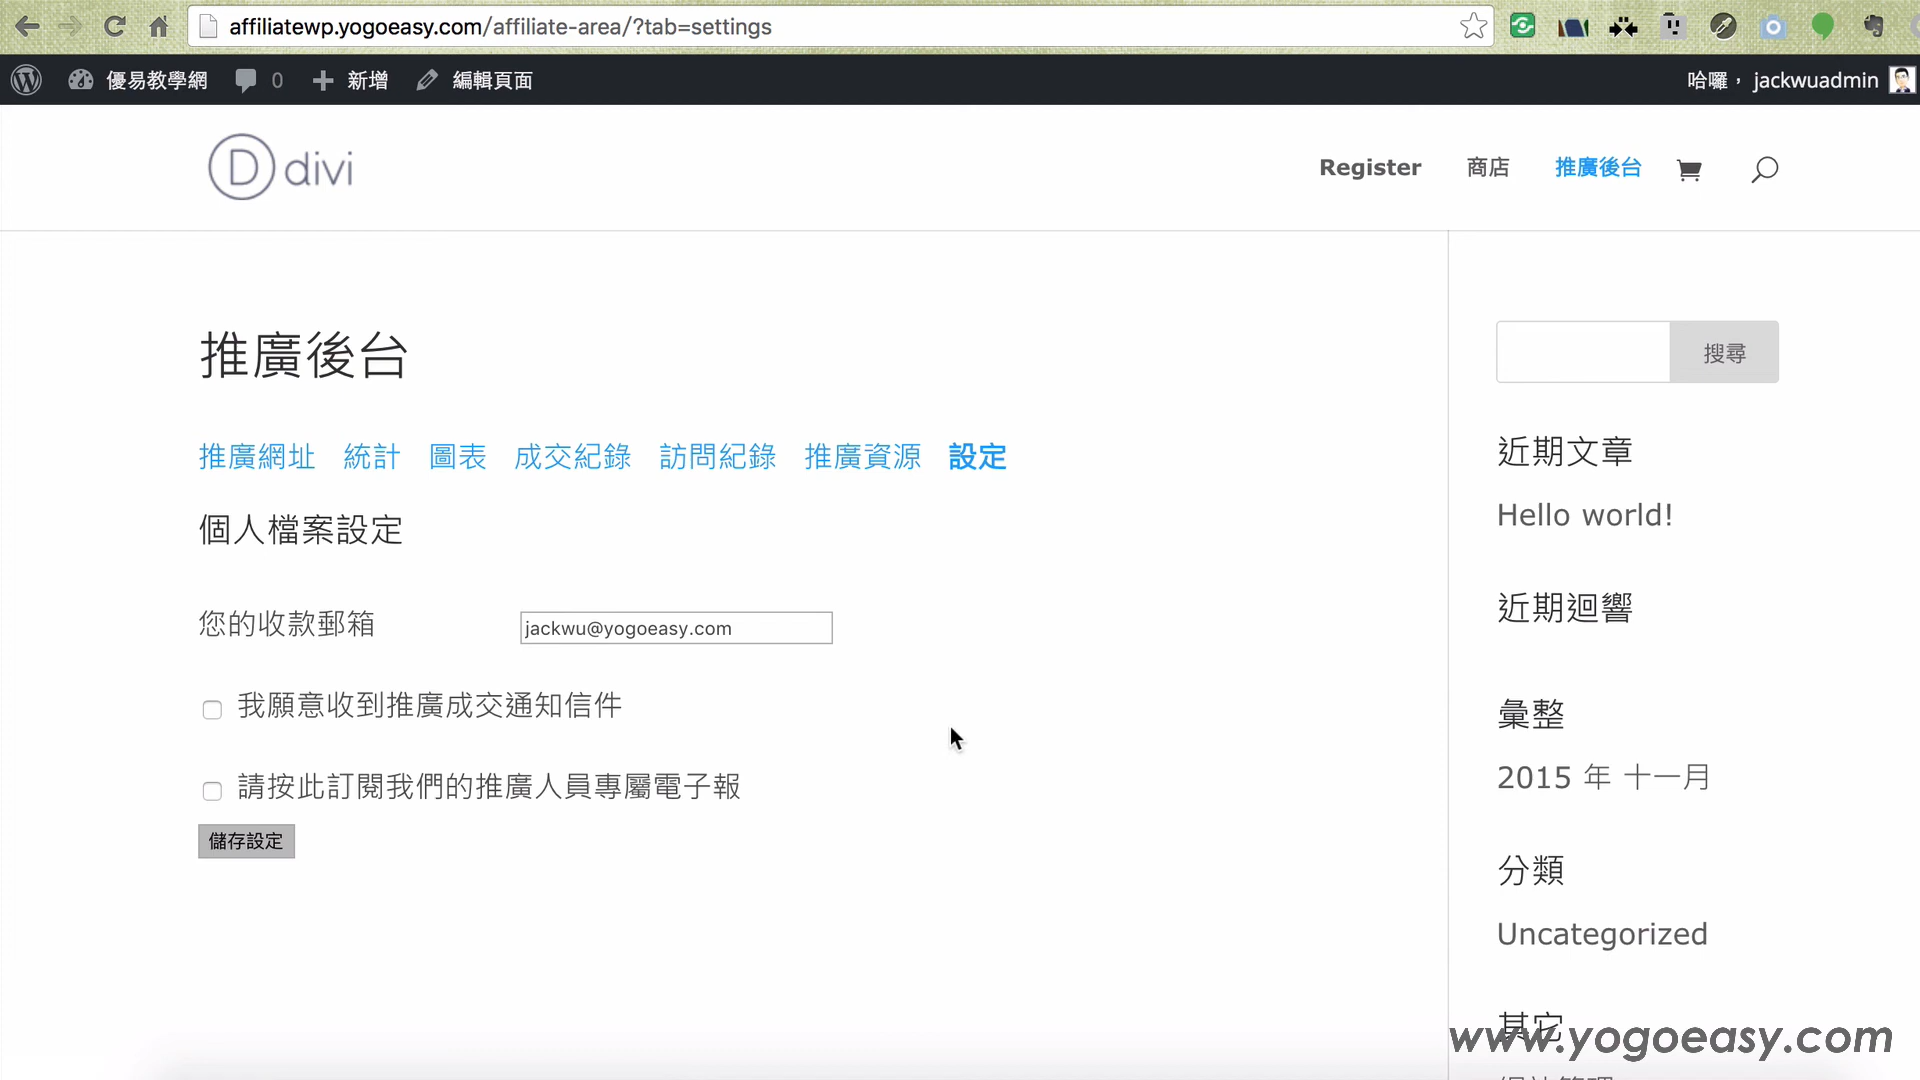 affiliatewp.yogoeasy.com/affiliate-area/?tab=settings
優易教學網 0 新增 編輯頁面 哈囉， jackwuadmin
D divi Register 商店 推廣後台
推廣後台
推廣網址 統計 圖表 成交紀錄 訪問紀錄 推廣資源 設定
個人檔案設定
您的收款郵箱 jackwu@yogoeasy.com
我願意收到推廣成交通知信件
請按此訂閱我們的推廣人員專屬電子報
儲存設定
搜尋
近期文章
Hello world!
近期迴響
彙整
2015 年 十一月
分類
Uncategorized
其它
www.yogoeasy.com